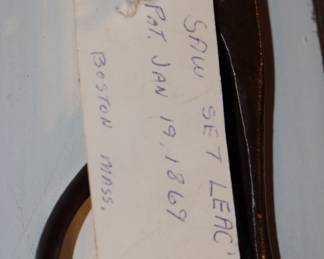 SAW SET LEAC'
PAT. JAN 19, 1869
BOSTON MASS.